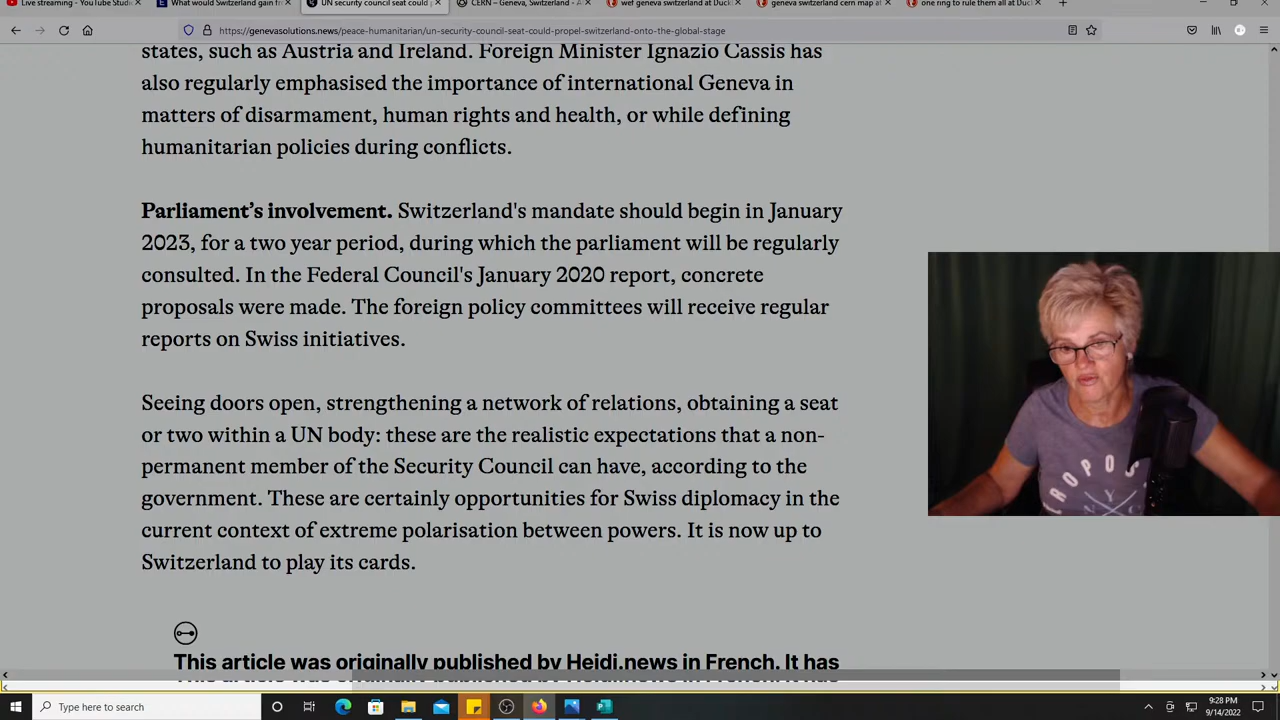 Live streaming - YouTube Studi
What would Switzerland gain fr
UN security council seat could p
CERN – Geneva, Switzerland - A
wef geneva switzerland at Duckl
geneva switzerland cern map at
one ring to rule them all at Duc
https://genevasolutions.news/peace-humanitarian/un-security-council-seat-could-propel-switzerland-onto-the-global-stage
states, such as Austria and Ireland. Foreign Minister Ignazio Cassis has
also regularly emphasised the importance of international Geneva in
matters of disarmament, human rights and health, or while defining
humanitarian policies during conflicts.
Parliament’s involvement. Switzerland's mandate should begin in January
2023, for a two year period, during which the parliament will be regularly
consulted. In the Federal Council's January 2020 report, concrete
proposals were made. The foreign policy committees will receive regular
reports on Swiss initiatives.
Seeing doors open, strengthening a network of relations, obtaining a seat
or two within a UN body: these are the realistic expectations that a non-
permanent member of the Security Council can have, according to the
government. These are certainly opportunities for Swiss diplomacy in the
current context of extreme polarisation between powers. It is now up to
Switzerland to play its cards.
This article was originally published by Heidi.news in French. It has
Type here to search
9:28 PM
9/14/2022